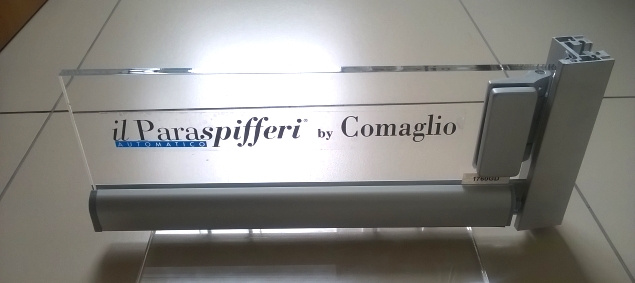 il Paraspifferi® by Comaglio
AUTOMATICO